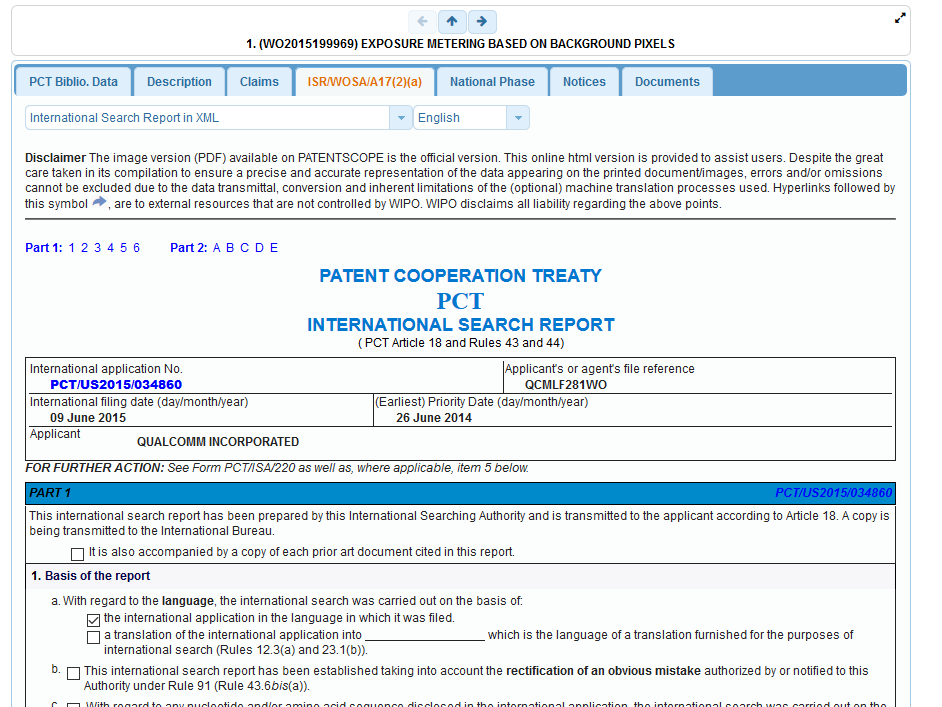 1. (WO2015199969) EXPOSURE METERING BASED ON BACKGROUND PIXELS
PCT Biblio. Data Description Claims ISR/WOSA/A17(2)(a) National Phase Notices Documents
International Search Report in XML English
Disclaimer The image version (PDF) available on PATENTSCOPE is the official version. This online html version is provided to assist users. Despite the great
care taken in its compilation to ensure a precise and accurate representation of the data appearing on the printed document/images, errors and/or omissions
cannot be excluded due to the data transmittal, conversion and inherent limitations of the (optional) machine translation processes used. Hyperlinks followed by
this symbol , are to external resources that are not controlled by WIPO. WIPO disclaims all liability regarding the above points.
Part 1: 1 2 3 4 5 6 Part 2: A B C D E
PATENT COOPERATION TREATY
PCT
INTERNATIONAL SEARCH REPORT
( PCT Article 18 and Rules 43 and 44)
International application No. Applicant's or agent's file reference
PCT/US2015/034860 QCMLF281WO
International filing date (day/month/year) (Earliest) Priority Date (day/month/year)
09 June 2015 26 June 2014
Applicant
QUALCOMM INCORPORATED
FOR FURTHER ACTION: See Form PCT/ISA/220 as well as, where applicable, item 5 below.
PART 1 PCT/US2015/034860
This international search report has been prepared by this International Searching Authority and is transmitted to the applicant according to Article 18. A copy is
being transmitted to the International Bureau.
It is also accompanied by a copy of each prior art document cited in this report.
1. Basis of the report
a. With regard to the language, the international search was carried out on the basis of:
the international application in the language in which it was filed.
a translation of the international application into __________________ which is the language of a translation furnished for the purposes of
international search (Rules 12.3(a) and 23.1(b)).
b. This international search report has been established taking into account the rectification of an obvious mistake authorized by or notified to this
Authority under Rule 91 (Rule 43.6bis(a)).
c. With regard to any nucleotide and/or amino acid sequence disclosed in the international application, the international search was carried out on the